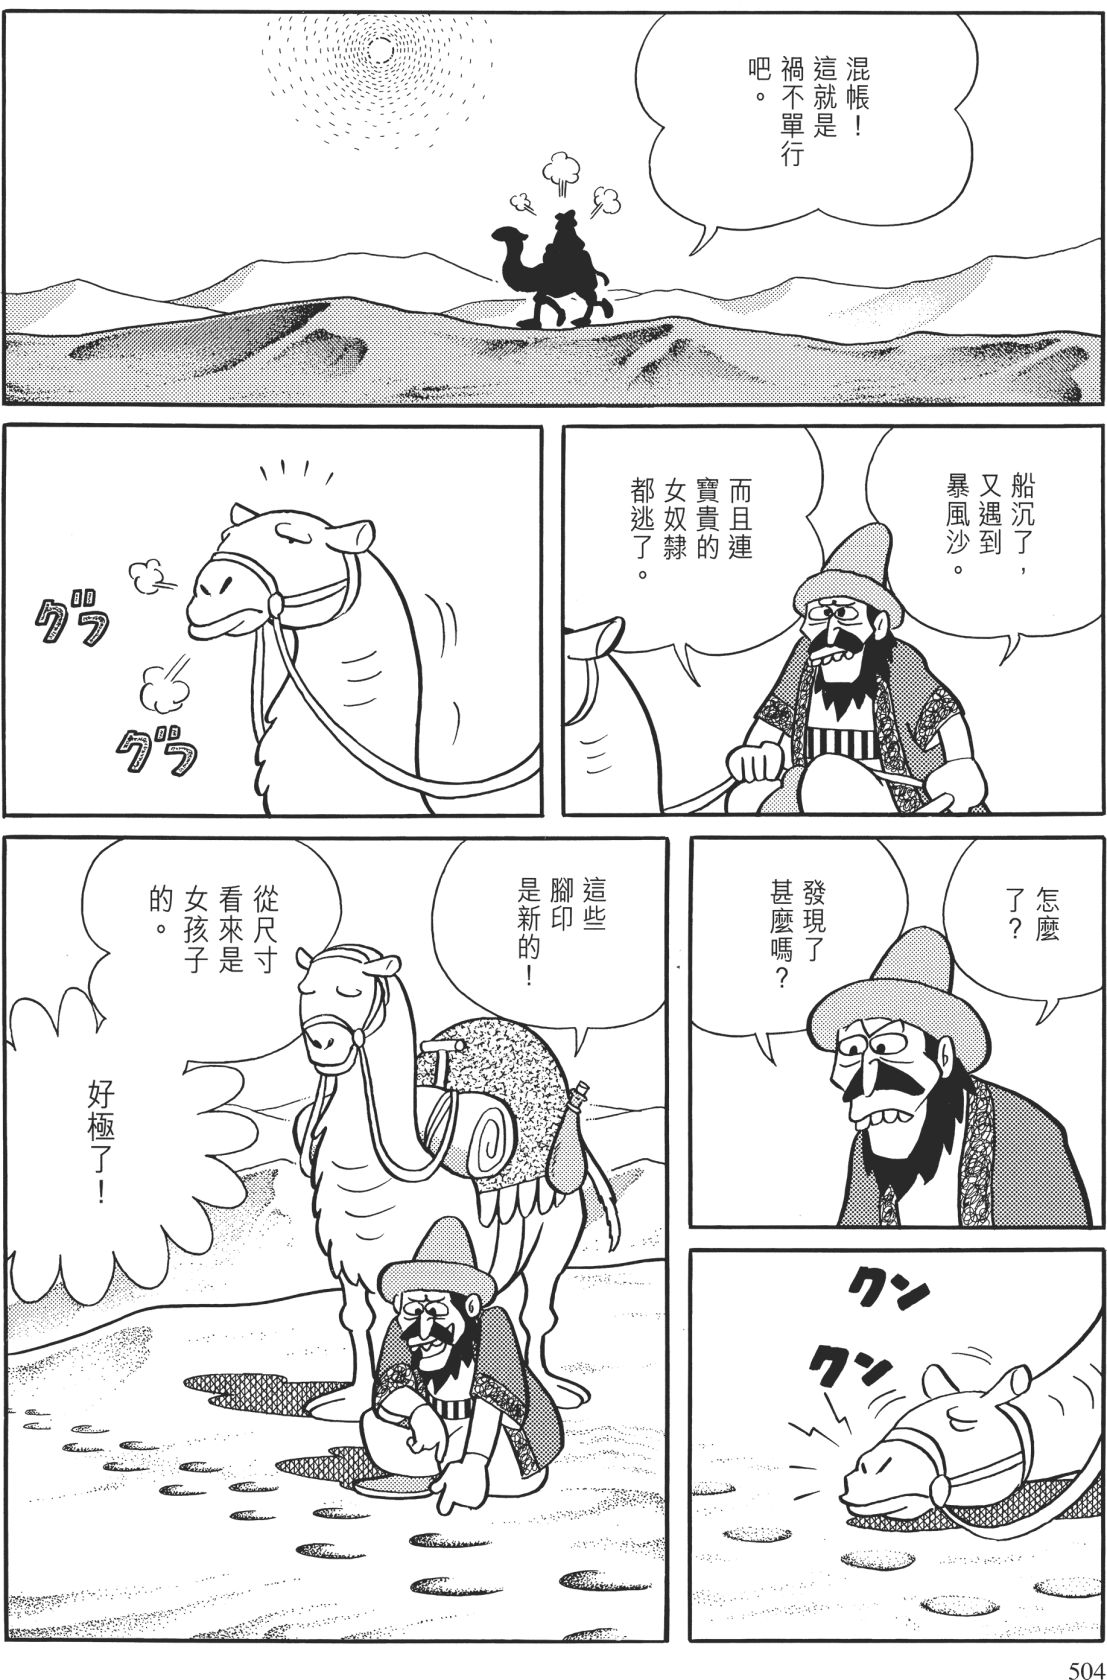 混帳！
這就是
禍不單行
吧。
船沉了，
又遇到
暴風沙。
而且連
寶貴的
女奴隸
都逃了。
グッ
グッ
怎麼
了？
發現了
甚麼嗎？
クン
クン
這些
腳印
是新的！
從尺寸
看來是
女孩子
的。
好極了！
504